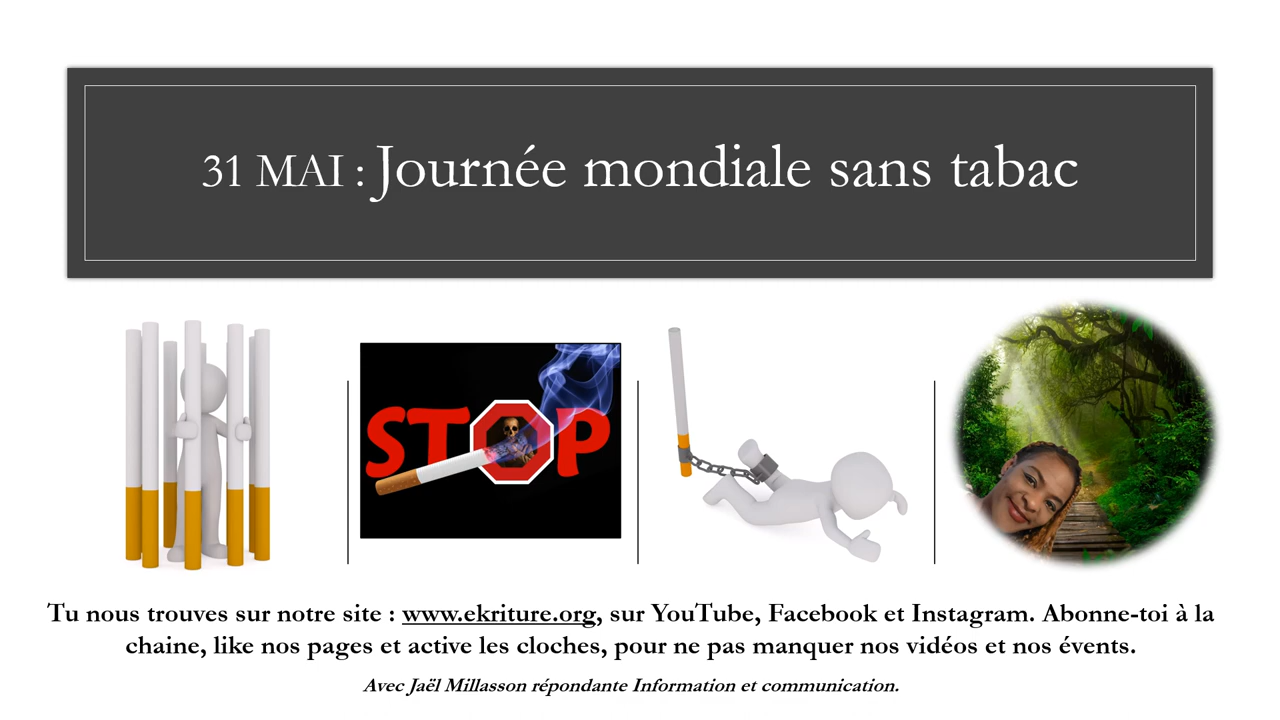 31 MAI : Journée mondiale sans tabac
STOP
Tu nous trouves sur notre site : www.ekriture.org, sur YouTube, Facebook et Instagram. Abonne-toi à la
chaine, like nos pages et active les cloches, pour ne pas manquer nos vidéos et nos évents.
Avec Jaël Millasson répondante Information et communication.